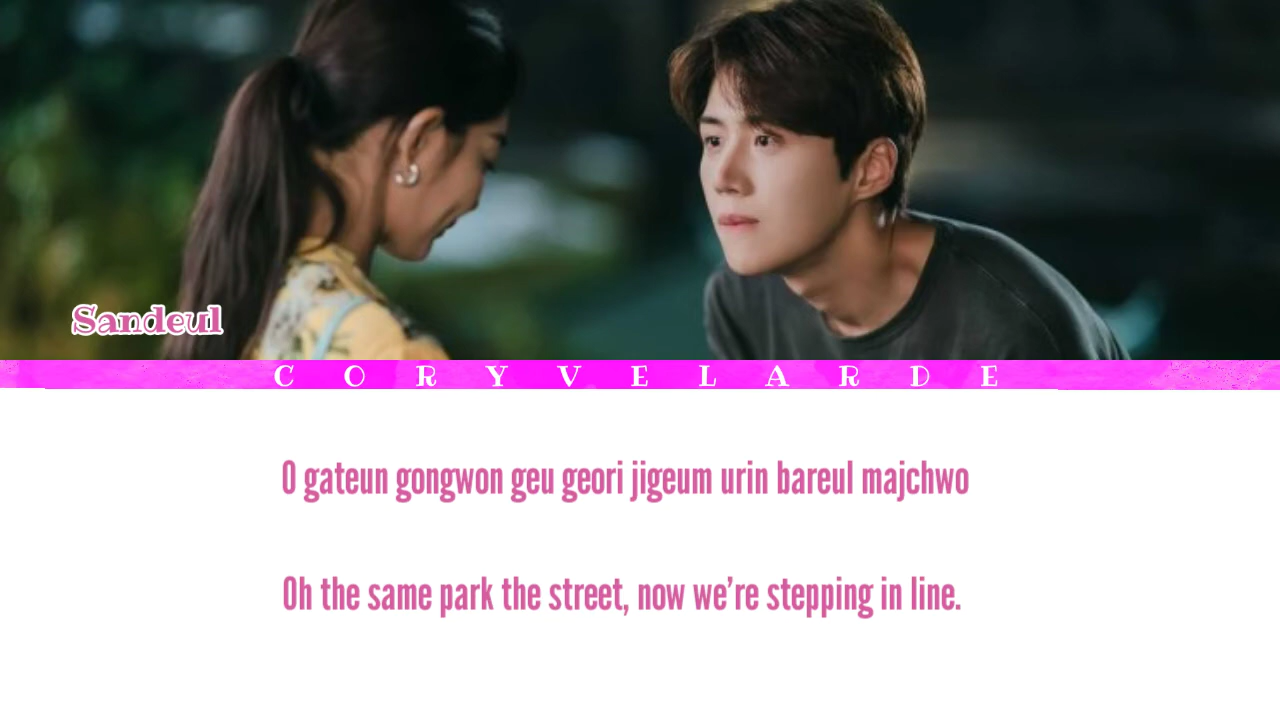 Sandeul
CORYVELARDE
O gateun gongwon geu geori jigeum urin bareul majchwo
Oh the same park the street, now we're stepping in line.